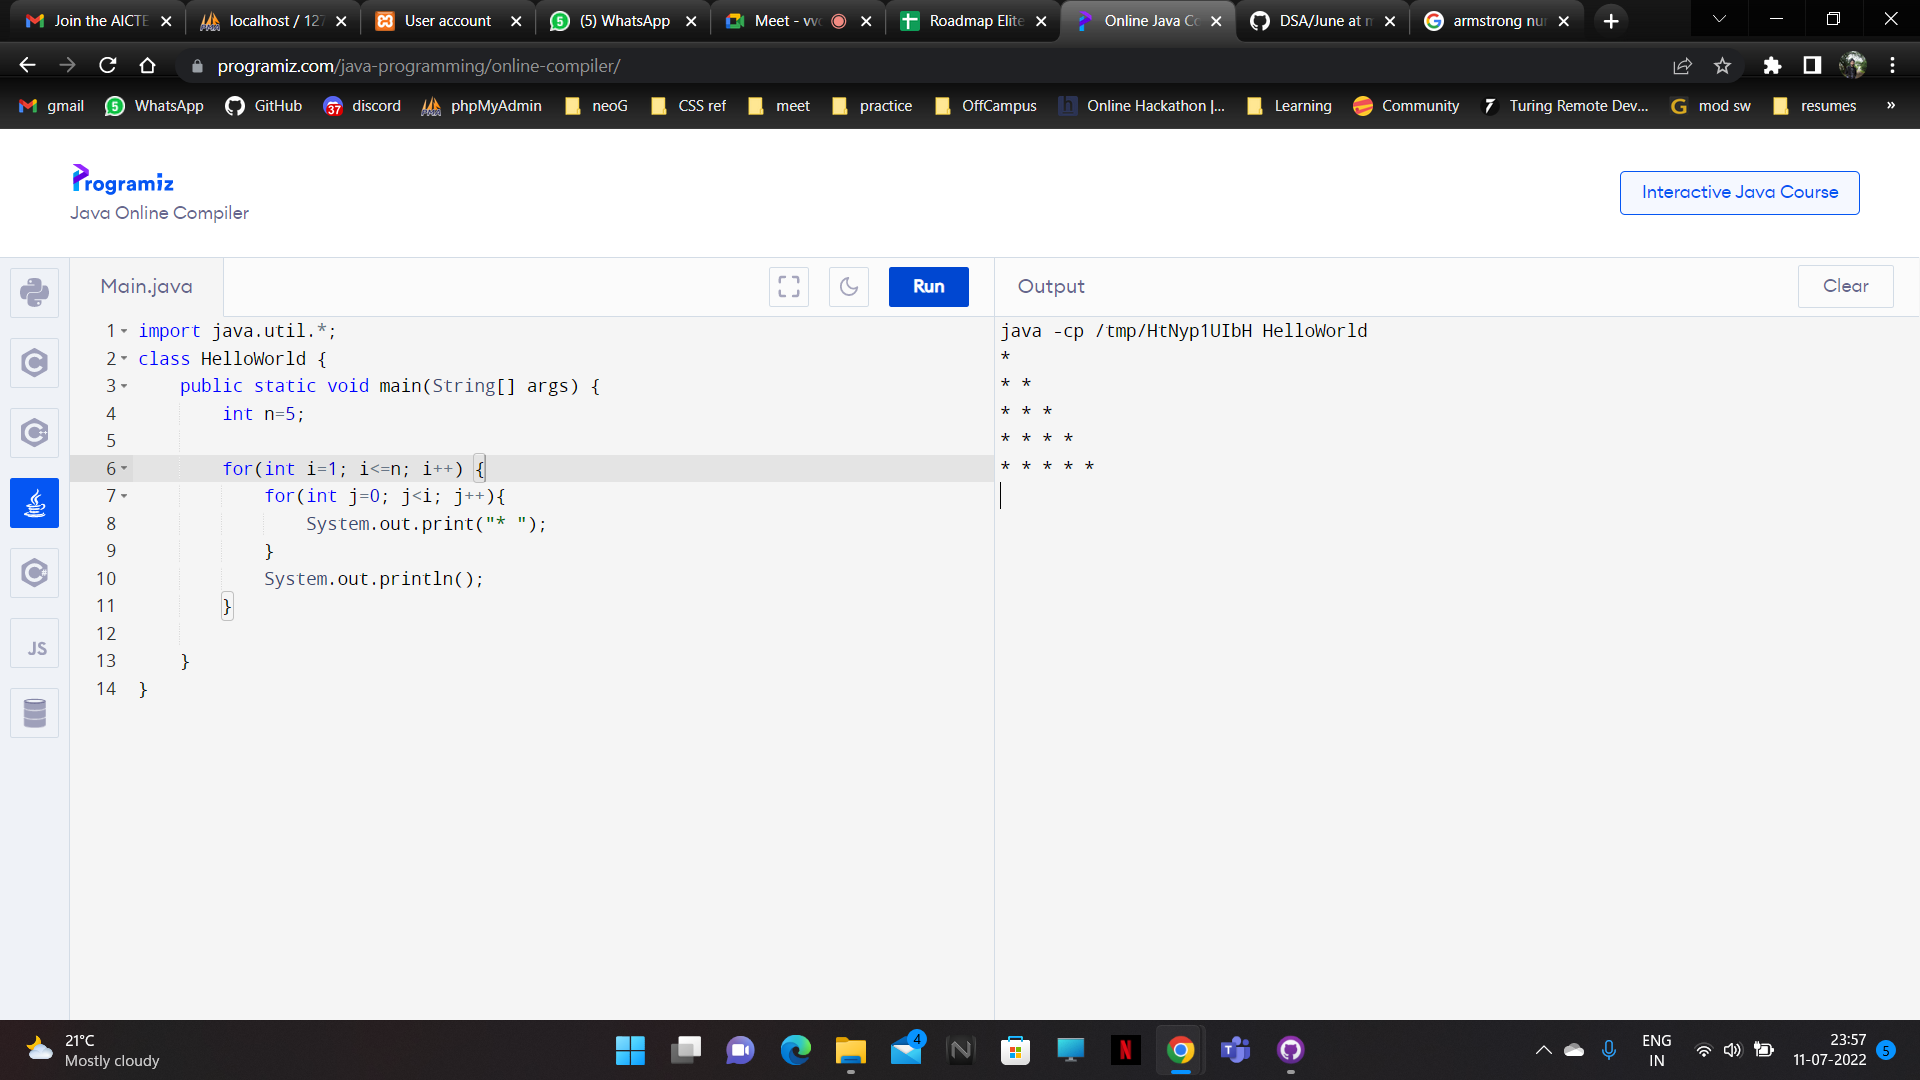 Join the AICTE
localhost / 127
User account
(5) WhatsApp
Meet - vvc
Roadmap Elite
Online Java Co
DSA/June at m
armstrong nur
programiz.com/java-programming/online-compiler/
gmail
WhatsApp
GitHub
37
discord
phpMyAdmin
neoG
CSS ref
meet
practice
OffCampus
Online Hackathon |...
Learning
Community
Turing Remote Dev...
mod sw
resumes
»
Programiz
Java Online Compiler
Interactive Java Course
Main.java
Run
Output
Clear
1 import java.util.*;
2 class HelloWorld {
3 public static void main(String[] args) {
4 int n=5;
5
6 for(int i=1; i<=n; i++) {
7 for(int j=0; j<i; j++){
8 System.out.print("* ");
9 }
10 System.out.println();
11 }
12
13 }
14 }
JS
java -cp /tmp/HtNyp1UIbH HelloWorld
*
* *
* * *
* * * *
* * * * *
21°C
Mostly cloudy
4
ENG
IN
23:57
11-07-2022
5